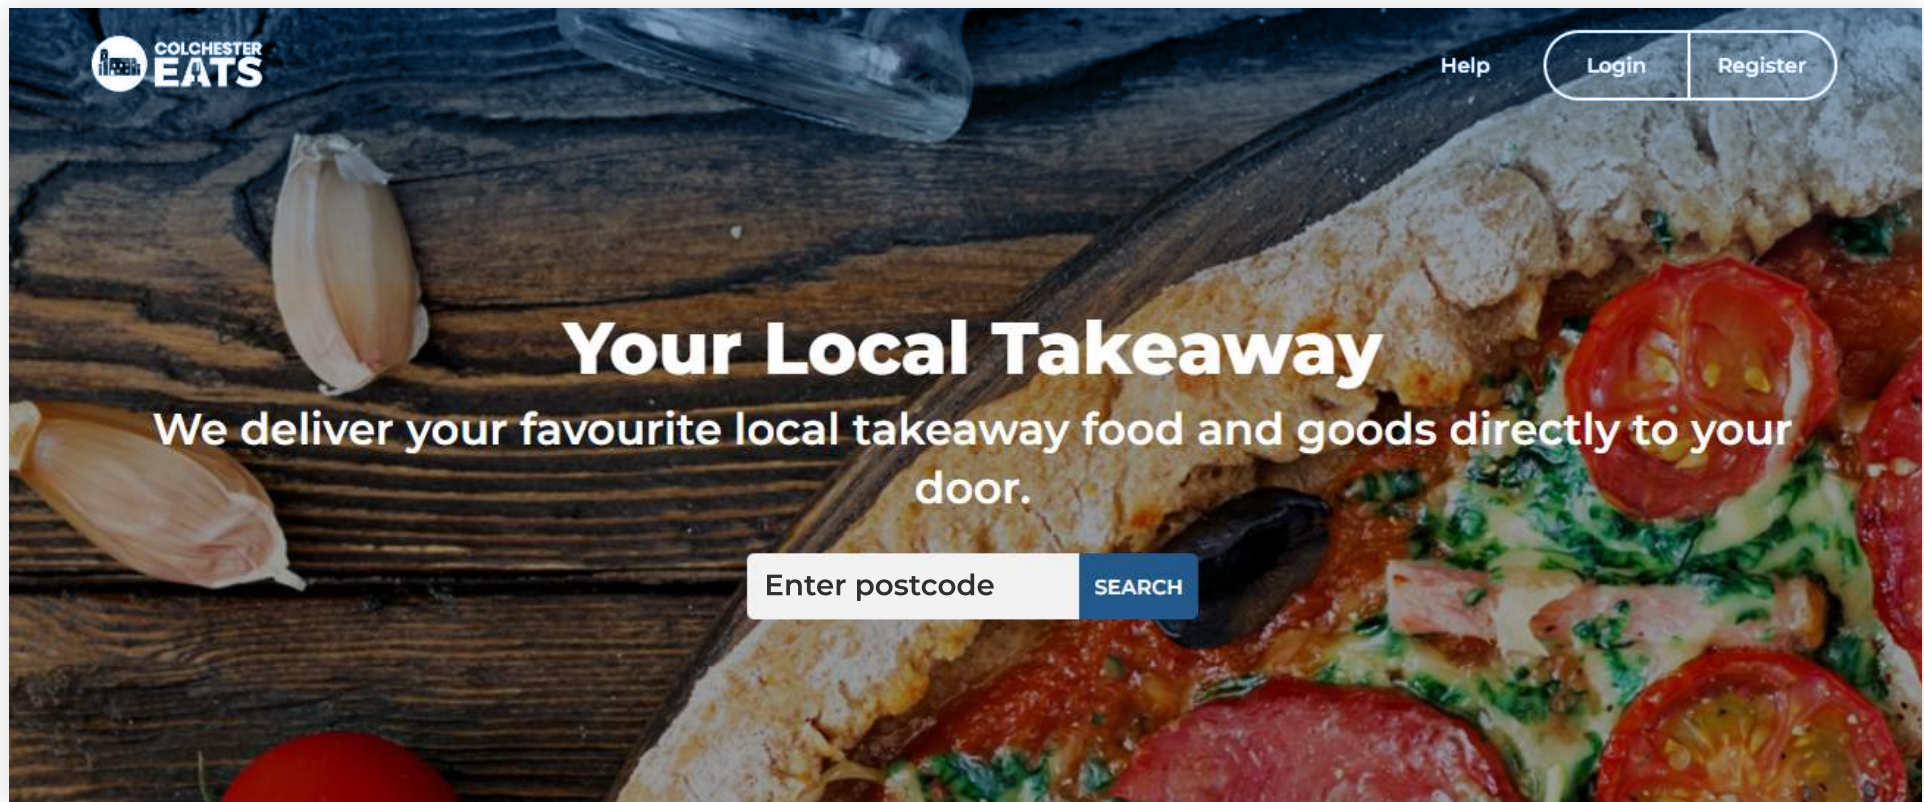 COLCHESTER
EATS
Help
Login
Register
Your Local Takeaway
We deliver your favourite local takeaway food and goods directly to your
door.
Enter postcode
SEARCH